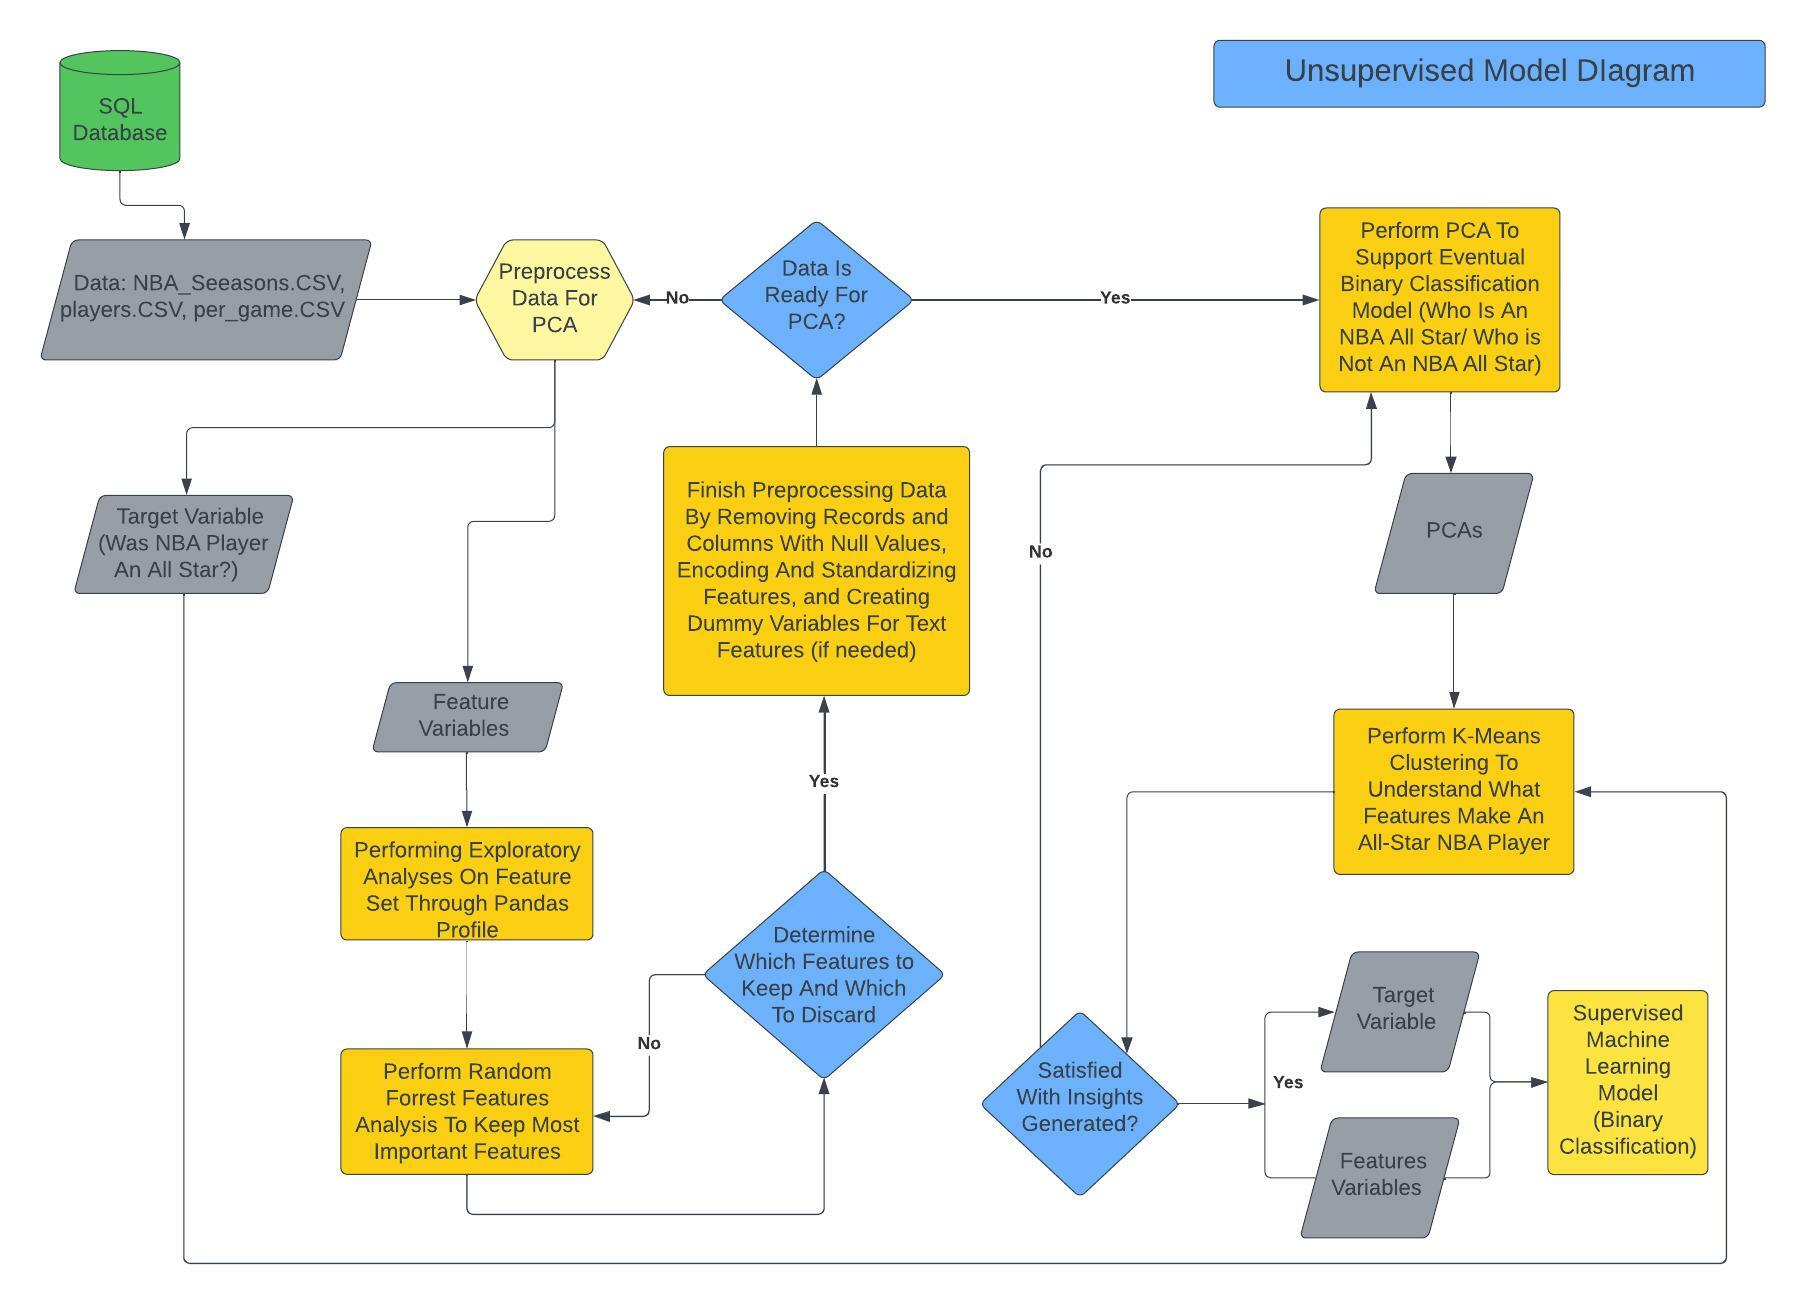 Unsupervised Model DIagram
SQL
Database
Data: NBA_Seeasons.CSV,
players.CSV, per_game.CSV
Preprocess
Data For
PCA
No
Data Is
Ready For
PCA?
Yes
Perform PCA To
Support Eventual
Binary Classification
Model (Who Is An
NBA All Star/ Who is
Not An NBA All Star)
Target Variable
(Was NBA Player
An All Star?)
Finish Preprocessing Data
By Removing Records and
Columns With Null Values,
Encoding And Standardizing
Features, and Creating
Dummy Variables For Text
Features (if needed)
No
PCAs
Feature
Variables
Yes
Perform K-Means
Clustering To
Understand What
Features Make An
All-Star NBA Player
Performing Exploratory
Analyses On Feature
Set Through Pandas
Profile
Determine
Which Features to
Keep And Which
To Discard
No
Perform Random
Forrest Features
Analysis To Keep Most
Important Features
Satisfied
With Insights
Generated?
Yes
Target
Variable
Features
Variables
Supervised
Machine
Learning
Model
(Binary
Classification)